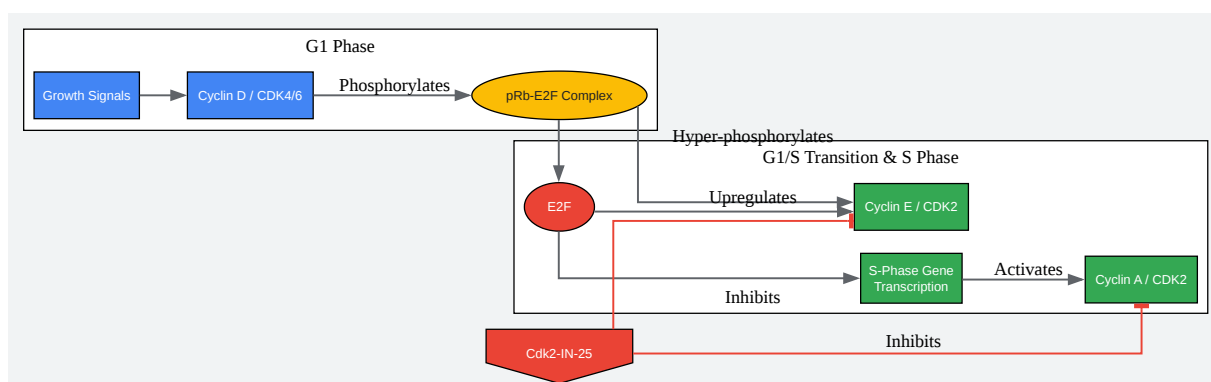 G1 Phase
Growth Signals
Cyclin D / CDK4/6
Phosphorylates
pRb-E2F Complex
Hyper-phosphorylates
G1/S Transition & S Phase
E2F
Upregulates
Cyclin E / CDK2
S-Phase Gene
Transcription
Activates
Cyclin A / CDK2
Inhibits
Cdk2-IN-25
Inhibits